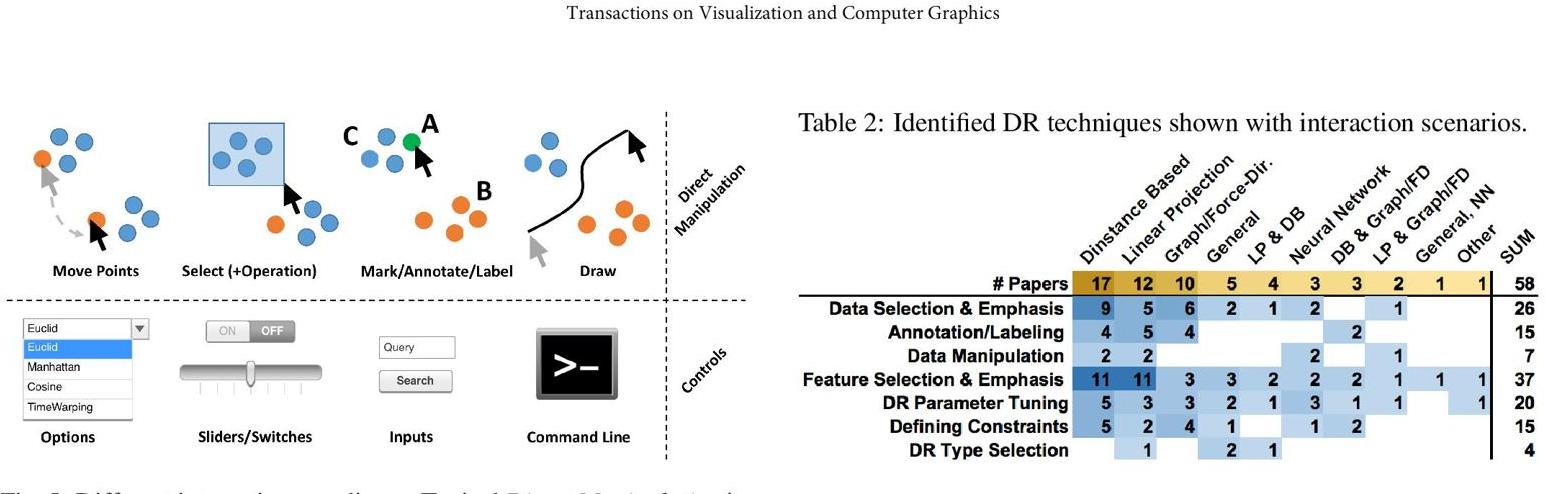 Transactions on Visualization and Computer Graphics
C A
B
Move Points Select (+Operation) Mark/Annotate/Label Draw
Direct
Manipulation
Euclid
Euclid
Manhattan
Cosine
TimeWarping
ON OFF
Query
Search
>–
Options Sliders/Switches Inputs Command Line
Controls
Table 2: Identified DR techniques shown with interaction scenarios.
Dinstance Based
Linear Projection
Graph/Force-Dir.
General
LP & DB
Neural Network
DB & Graph/FD
LP & Graph/FD
General, NN
Other
SUM
# Papers 17 12 10 5 4 3 3 2 1 1 58
Data Selection & Emphasis 9 5 6 2 1 2 1 26
Annotation/Labeling 4 5 4 2 15
Data Manipulation 2 2 2 1 7
Feature Selection & Emphasis 11 11 3 3 2 2 2 1 1 1 37
DR Parameter Tuning 5 3 3 2 1 3 1 1 1 20
Defining Constraints 5 2 4 1 1 2 15
DR Type Selection 1 2 1 4